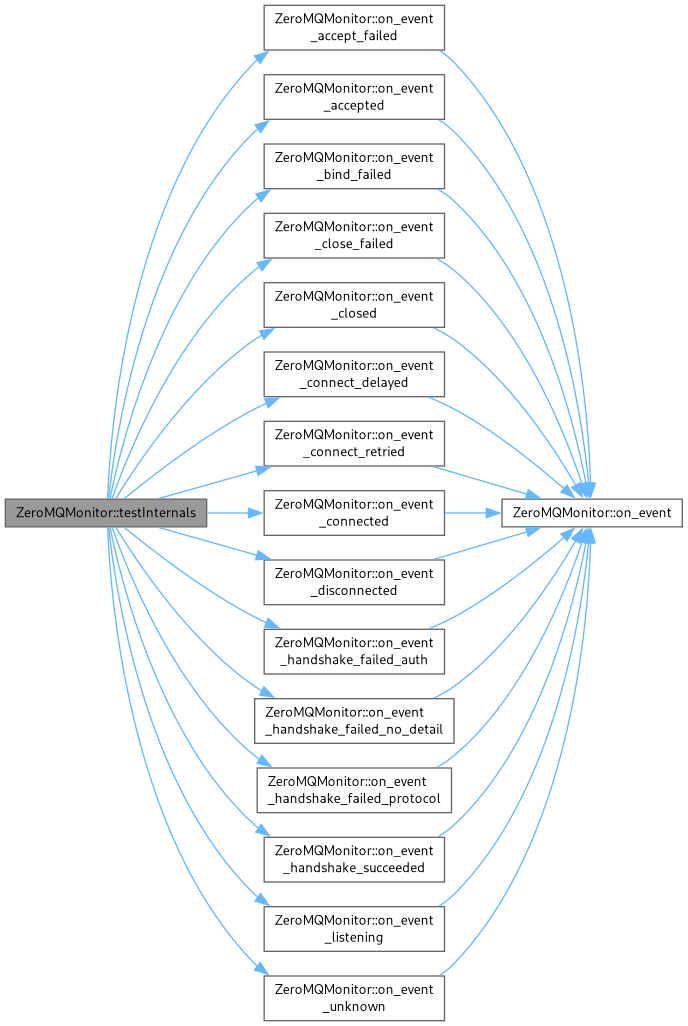 ZeroMQMonitor::on_event
_accept_failed
ZeroMQMonitor::on_event
_accepted
ZeroMQMonitor::on_event
_bind_failed
ZeroMQMonitor::on_event
_close_failed
ZeroMQMonitor::on_event
_closed
ZeroMQMonitor::on_event
_connect_delayed
ZeroMQMonitor::on_event
_connect_retried
ZeroMQMonitor::testInternals
ZeroMQMonitor::on_event
_connected
ZeroMQMonitor::on_event
ZeroMQMonitor::on_event
_disconnected
ZeroMQMonitor::on_event
_handshake_failed_auth
ZeroMQMonitor::on_event
_handshake_failed_no_detail
ZeroMQMonitor::on_event
_handshake_failed_protocol
ZeroMQMonitor::on_event
_handshake_succeeded
ZeroMQMonitor::on_event
_listening
ZeroMQMonitor::on_event
_unknown